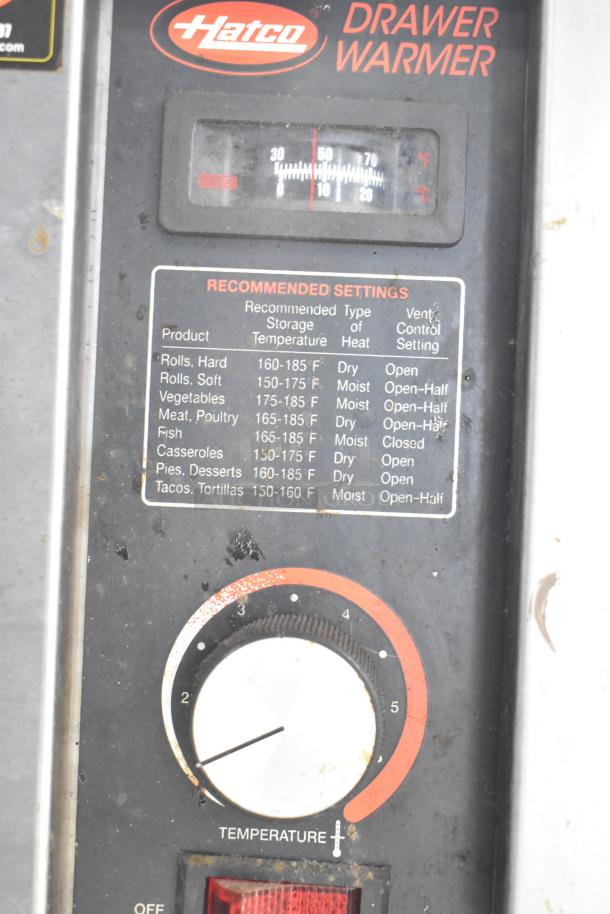 .com
Hatco
DRAWER
WARMER
30 50 70 °F
0 10 20 °C
RECOMMENDED SETTINGS
Product Recommended Storage Temperature Type of Heat Vent Control Setting
Rolls, Hard 160-185°F Dry Open
Rolls, Soft 150-175°F Moist Open-Half
Vegetables 175-185°F Moist Open-Half
Meat, Poultry 165-185°F Dry Open-Half
Fish 165-185°F Moist Closed
Casseroles 150-175°F Dry Open
Pies, Desserts 160-185°F Dry Open
Tacos, Tortillas 150-160°F Moist Open-Half
3 4
2 5
TEMPERATURE
OFF